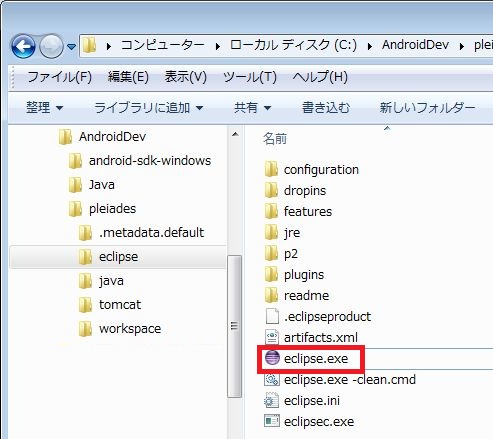 コンピューター ローカル ディスク (C:) AndroidDev
ファイル(F) 編集(E) 表示(V) ツール(T) ヘルプ(H)
整理 ライブラリに追加 共有 書き込む 新しいフォルダー
AndroidDev
android-sdk-windows
Java
pleiades
.metadata.default
eclipse
java
tomcat
workspace
名前
configuration
dropins
features
jre
p2
plugins
readme
.eclipseproduct
artifacts.xml
eclipse.exe
eclipse.exe -clean.cmd
eclipse.ini
eclipsec.exe